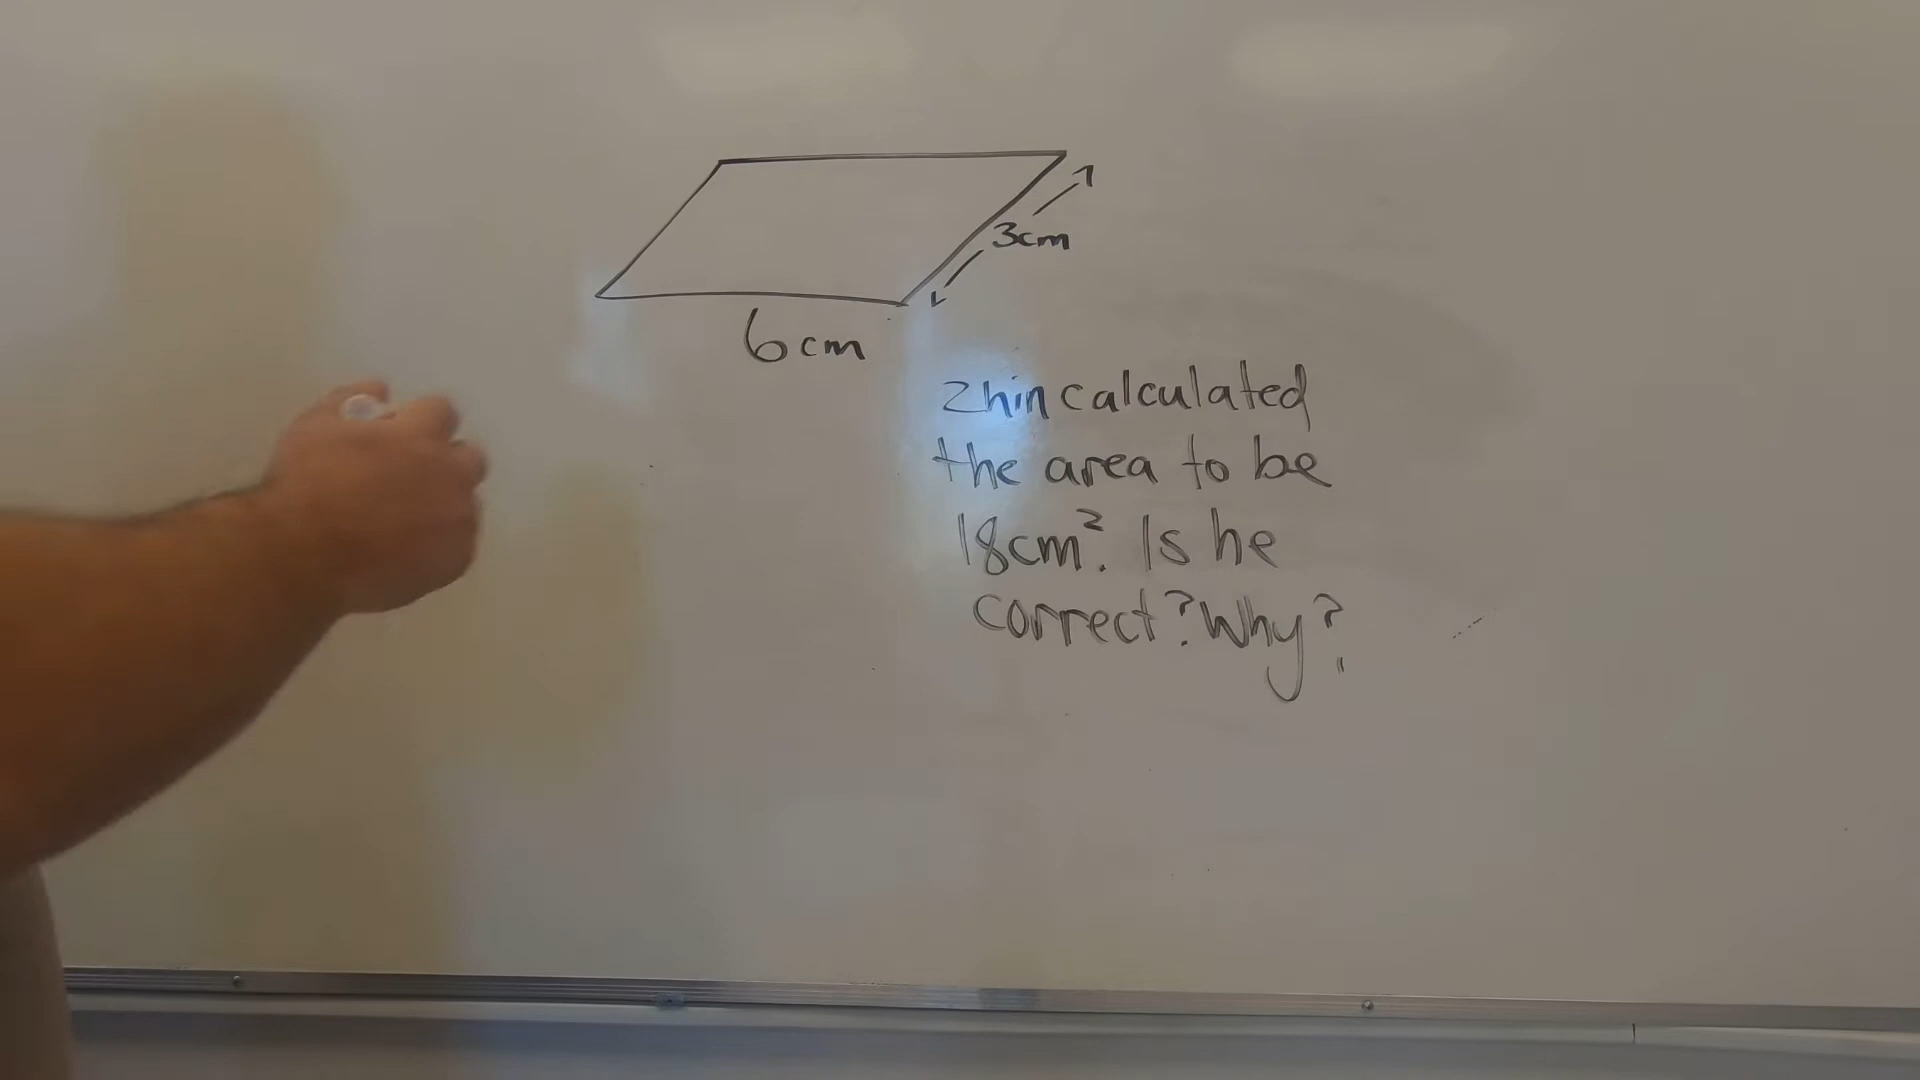 3cm
6cm
Zhin calculated
the area to be
18cm². Is he
correct? Why?